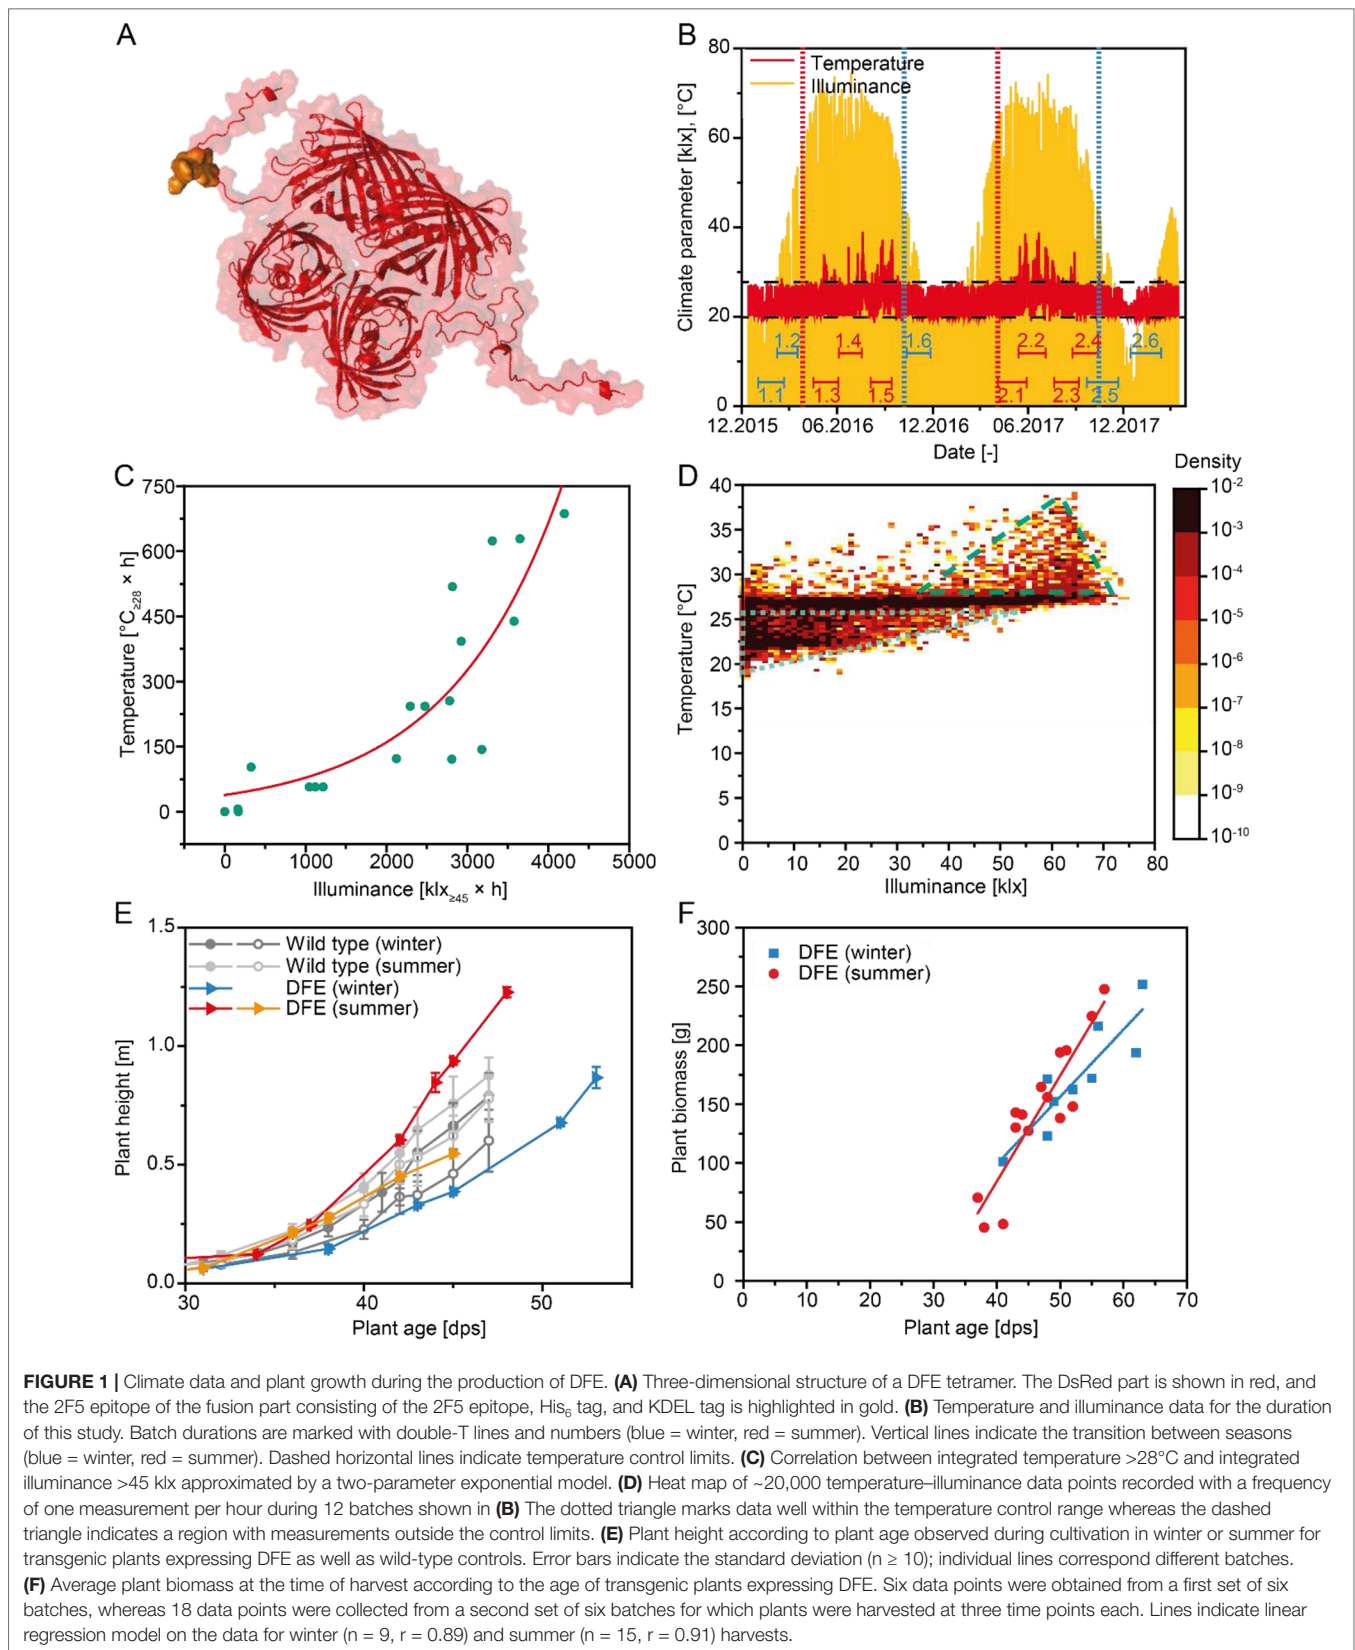 A
B
80
60
40
20
0
Climate parameter [klx], [°C]
Temperature
Illuminance
1.2
1.4
1.6
2.2
2.4
2.6
1.1
1.3
1.5
2.1
2.3
2.5
12.2015
06.2016
12.2016
06.2017
12.2017
Date [-]
C
750
600
450
300
150
0
Temperature [°C≥28 × h]
0
1000
2000
3000
4000
5000
Illuminance [klx≥45 × h]
D
40
35
30
25
20
15
10
5
0
Temperature [°C]
0
10
20
30
40
50
60
70
80
Illuminance [klx]
Density
10-2
10-3
10-4
10-5
10-6
10-7
10-8
10-9
10-10
E
1.5
1.0
0.5
0.0
Plant height [m]
Wild type (winter)
Wild type (summer)
DFE (winter)
DFE (summer)
30
40
50
Plant age [dps]
F
300
250
200
150
100
50
0
Plant biomass [g]
DFE (winter)
DFE (summer)
0
10
20
30
40
50
60
70
Plant age [dps]
FIGURE 1 | Climate data and plant growth during the production of DFE. (A) Three-dimensional structure of a DFE tetramer. The DsRed part is shown in red, and
the 2F5 epitope of the fusion part consisting of the 2F5 epitope, His6 tag, and KDEL tag is highlighted in gold. (B) Temperature and illuminance data for the duration
of this study. Batch durations are marked with double-T lines and numbers (blue = winter, red = summer). Vertical lines indicate the transition between seasons
(blue = winter, red = summer). Dashed horizontal lines indicate temperature control limits. (C) Correlation between integrated temperature >28°C and integrated
illuminance >45 klx approximated by a two-parameter exponential model. (D) Heat map of ~20,000 temperature–illuminance data points recorded with a frequency
of one measurement per hour during 12 batches shown in (B) The dotted triangle marks data well within the temperature control range whereas the dashed
triangle indicates a region with measurements outside the control limits. (E) Plant height according to plant age observed during cultivation in winter or summer for
transgenic plants expressing DFE as well as wild-type controls. Error bars indicate the standard deviation (n ≥ 10); individual lines correspond different batches.
(F) Average plant biomass at the time of harvest according to the age of transgenic plants expressing DFE. Six data points were obtained from a first set of six
batches, whereas 18 data points were collected from a second set of six batches for which plants were harvested at three time points each. Lines indicate linear
regression model on the data for winter (n = 9, r = 0.89) and summer (n = 15, r = 0.91) harvests.